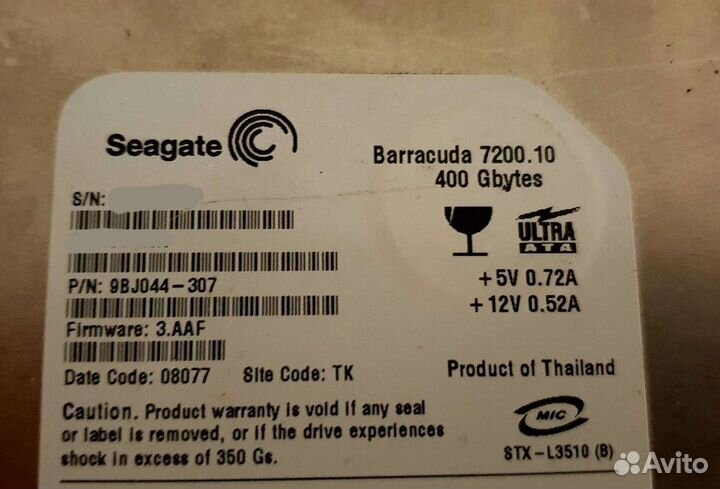 Seagate
Barracuda 7200.10
400 Gbytes
S/N:
ULTRA
ATA
P/N: 9BJ044-307
+5V 0.72A
+12V 0.52A
Firmware: 3.AAF
Date Code: 08077 Site Code: TK
Product of Thailand
Caution. Product warranty is void if any seal
or label is removed, or if the drive experiences
shock in excess of 350 Gs.
MIC
STX-L3510 (B)
Avito